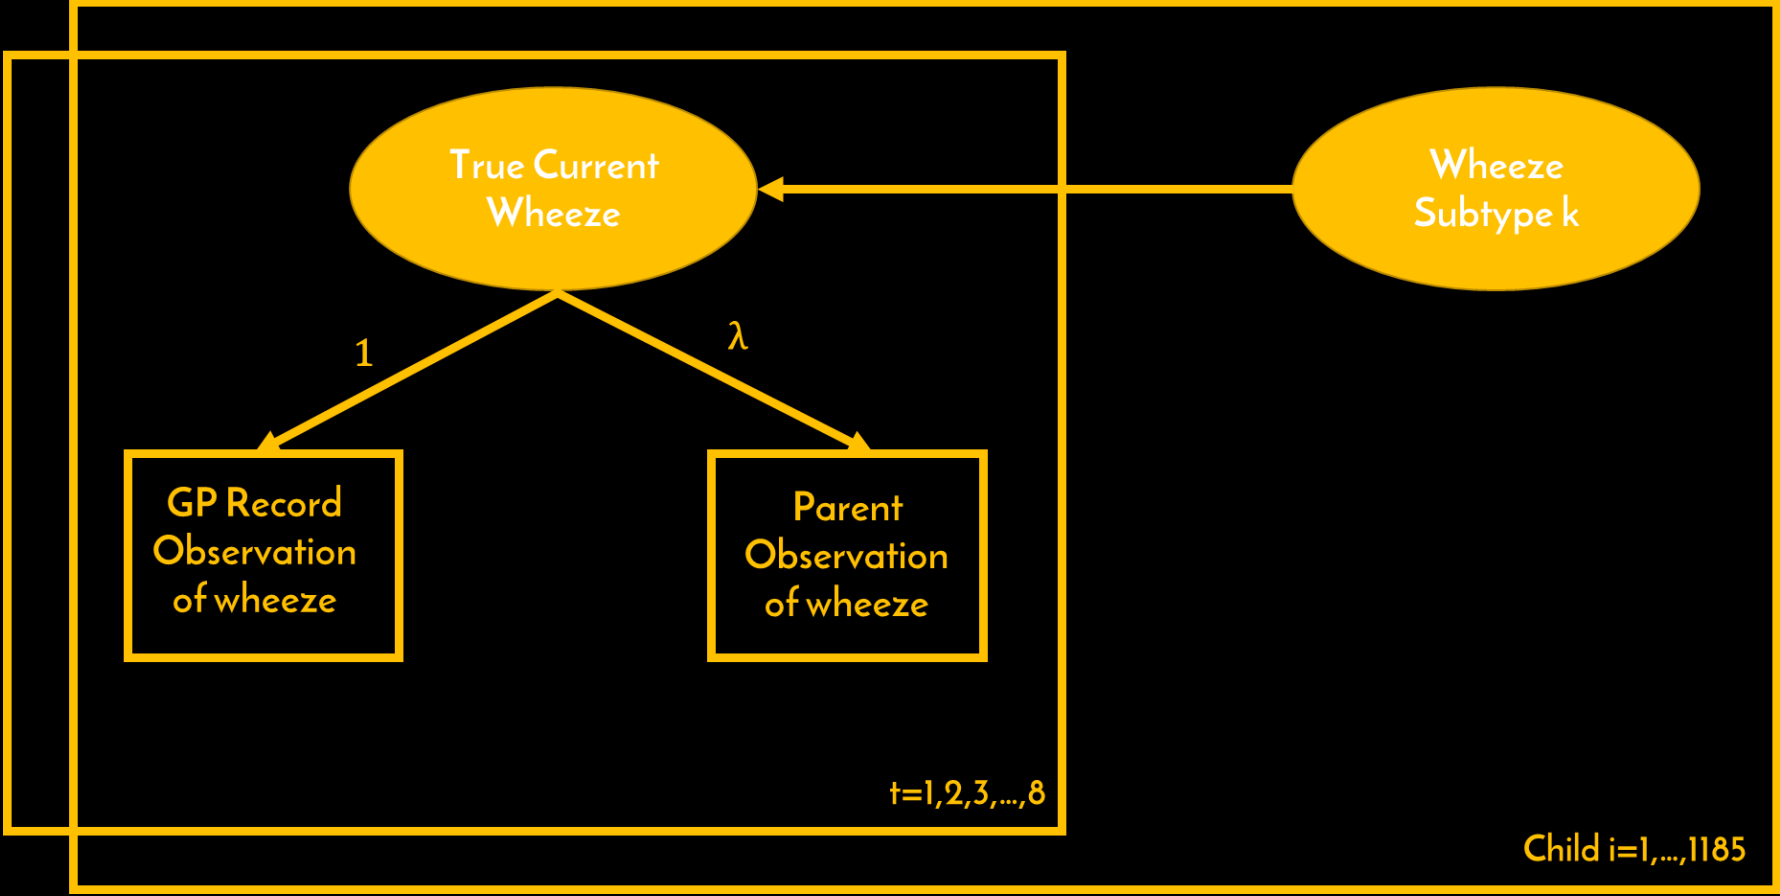 True Current
Wheeze
Wheeze
Subtype k
1
λ
GP Record
Observation
of wheeze
Parent
Observation
of wheeze
t=1,2,3,...,8
Child i=1,...,1185